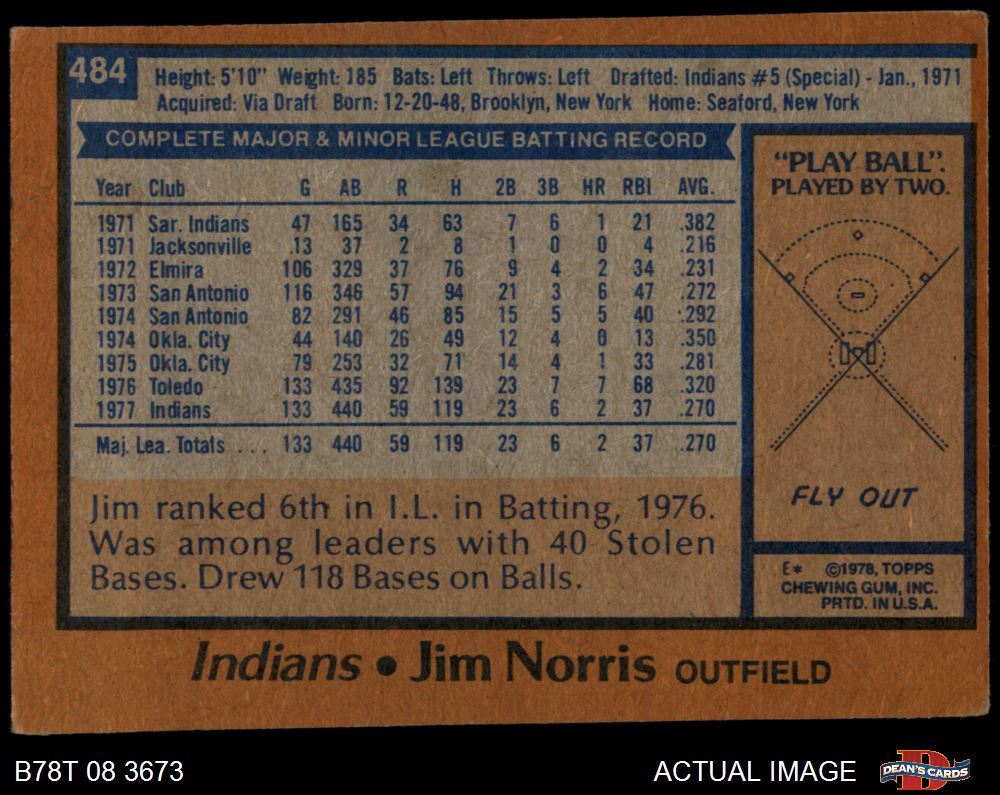 484
Height: 5'10" Weight: 185 Bats: Left Throws: Left Drafted: Indians #5 (Special) - Jan., 1971
Acquired: Via Draft Born: 12-20-48, Brooklyn, New York Home: Seaford, New York
COMPLETE MAJOR & MINOR LEAGUE BATTING RECORD
Year Club G AB R H 2B 3B HR RBI AVG.
1971 Sar. Indians 47 165 34 63 7 6 1 21 .382
1971 Jacksonville 13 37 2 8 1 0 0 4 .216
1972 Elmira 106 329 37 76 9 4 2 34 .231
1973 San Antonio 116 346 57 94 21 3 6 47 .272
1974 San Antonio 82 291 46 85 15 5 5 40 .292
1974 Okla. City 44 140 26 49 12 4 0 13 .350
1975 Okla. City 79 253 32 71 14 4 1 33 .281
1976 Toledo 133 435 92 139 23 7 7 68 .320
1977 Indians 133 440 59 119 23 6 2 37 .270
Maj. Lea. Totals . . . 133 440 59 119 23 6 2 37 .270
Jim ranked 6th in I.L. in Batting, 1976.
Was among leaders with 40 Stolen
Bases. Drew 118 Bases on Balls.
"PLAY BALL".
PLAYED BY TWO.
FLY OUT
E* ©1978, TOPPS
CHEWING GUM, INC.
PRTD. IN U.S.A.
Indians • Jim Norris OUTFIELD
B78T 08 3673
ACTUAL IMAGE
DEAN'S CARDS